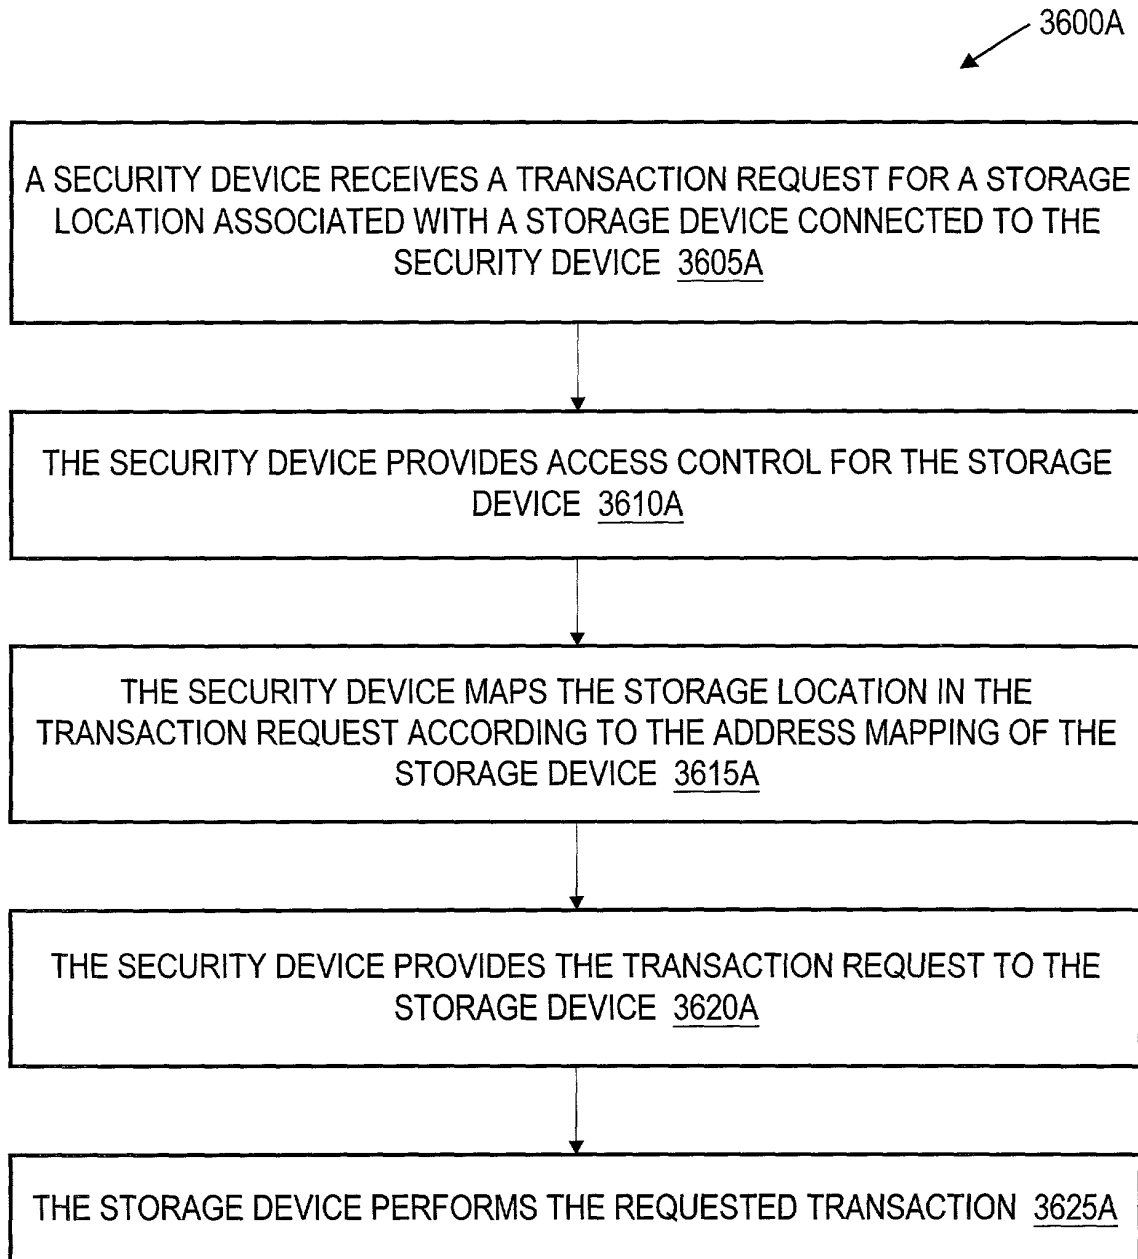 3600A
A SECURITY DEVICE RECEIVES A TRANSACTION REQUEST FOR A STORAGE
LOCATION ASSOCIATED WITH A STORAGE DEVICE CONNECTED TO THE
SECURITY DEVICE 3605A
THE SECURITY DEVICE PROVIDES ACCESS CONTROL FOR THE STORAGE
DEVICE 3610A
THE SECURITY DEVICE MAPS THE STORAGE LOCATION IN THE
TRANSACTION REQUEST ACCORDING TO THE ADDRESS MAPPING OF THE
STORAGE DEVICE 3615A
THE SECURITY DEVICE PROVIDES THE TRANSACTION REQUEST TO THE
STORAGE DEVICE 3620A
THE STORAGE DEVICE PERFORMS THE REQUESTED TRANSACTION 3625A